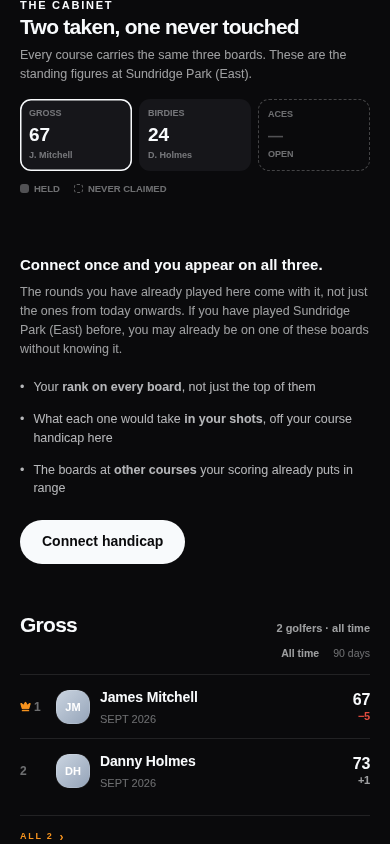 THE CABINET
Two taken, one never touched
Every course carries the same three boards. These are the
standing figures at Sundridge Park (East).
GROSS
67
J. Mitchell
BIRDIES
24
D. Holmes
ACES
—
OPEN
HELD
NEVER CLAIMED
Connect once and you appear on all three.
The rounds you have already played here come with it, not just
the ones from today onwards. If you have played Sundridge
Park (East) before, you may already be on one of these boards
without knowing it.
• Your rank on every board, not just the top of them
• What each one would take in your shots, off your course
handicap here
• The boards at other courses your scoring already puts in
range
Connect handicap
Gross
2 golfers · all time
All time 90 days
1 JM James Mitchell 67
SEPT 2026 –5
2 DH Danny Holmes 73
SEPT 2026 +1
ALL 2 ›